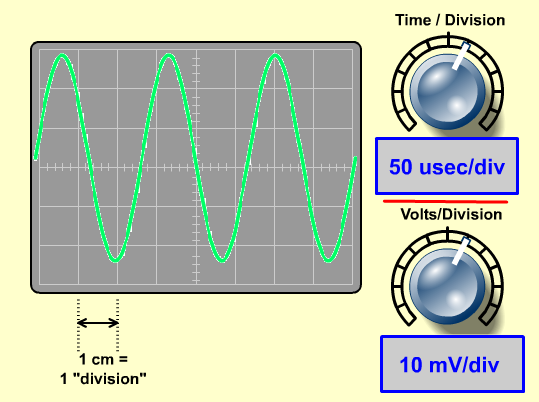 Time / Division
50 usec/div
Volts/Division
10 mV/div
1 cm =
1 "division"